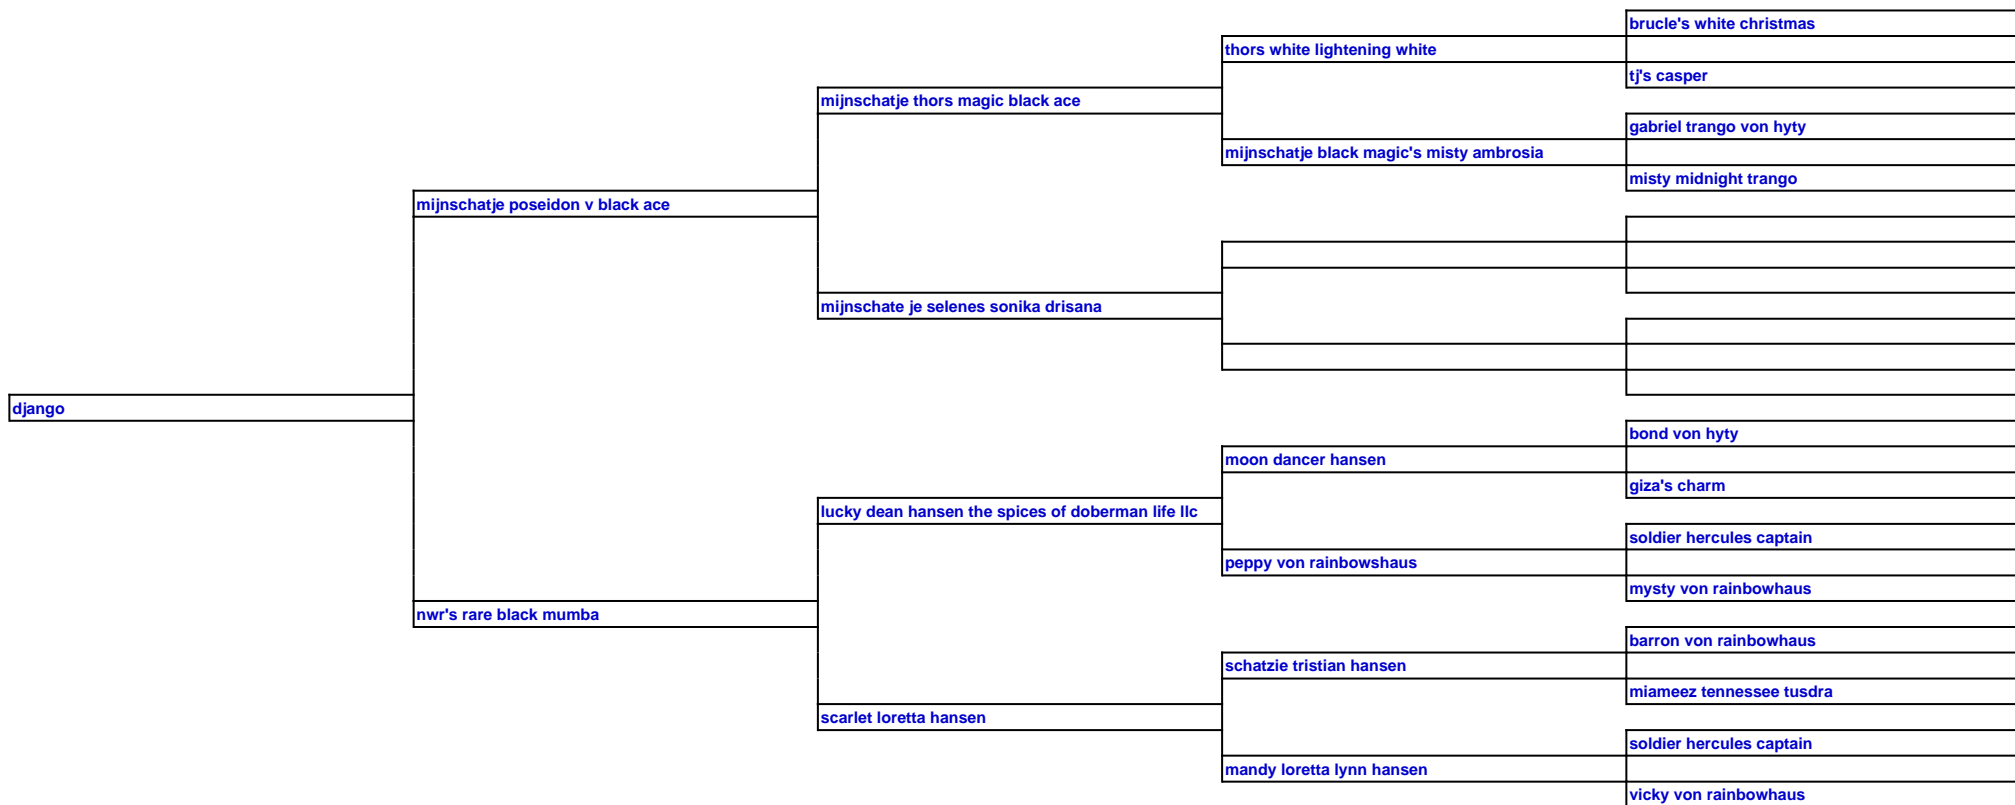 brucle's white christmas
thors white lightening white
tj's casper
mijnschatje thors magic black ace
gabriel trango von hyty
mijnschatje black magic's misty ambrosia
misty midnight trango
mijnschatje poseidon v black ace
mijnschate je selenes sonika drisana
django
bond von hyty
moon dancer hansen
giza's charm
lucky dean hansen the spices of doberman life llc
soldier hercules captain
peppy von rainbowshaus
mysty von rainbowhaus
nwr's rare black mumba
barron von rainbowhaus
schatzie tristian hansen
miameez tennessee tusdra
scarlet loretta hansen
soldier hercules captain
mandy loretta lynn hansen
vicky von rainbowhaus